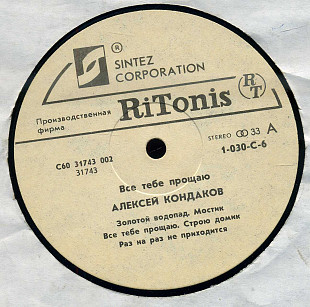 ®
SINTEZ
CORPORATION
Производственная
фирма
RiTonis
RT
®
STEREO 33 A
1-030-С-6
С60 31743 002
31743
Все тебе прощаю
АЛЕКСЕЙ КОНДАКОВ
Золотой водопад. Мостик
Все тебе прощаю. Строю домик
Раз на раз не приходится